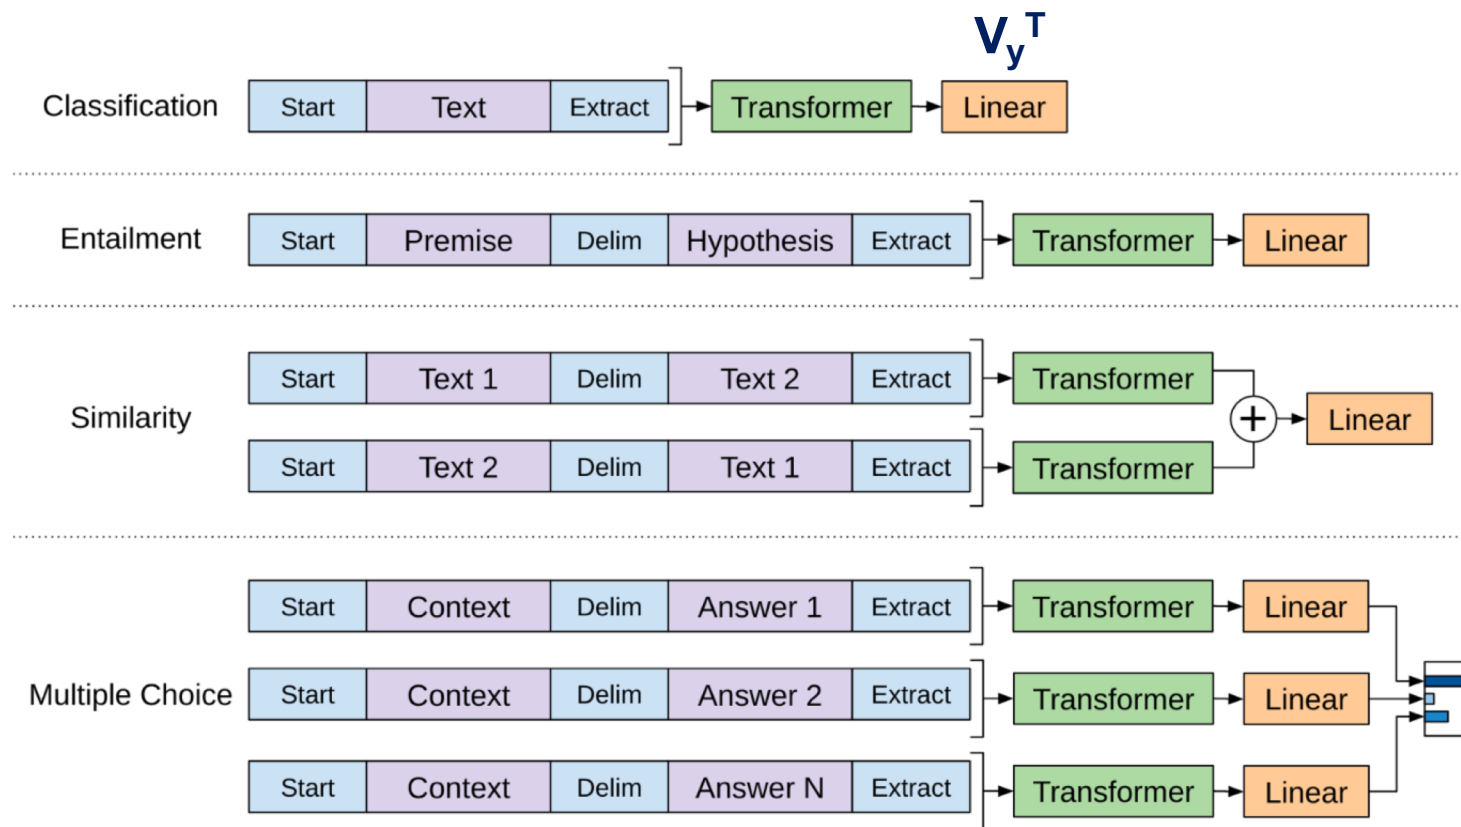 V_y^T
Classification Start Text Extract Transformer Linear
Entailment Start Premise Delim Hypothesis Extract Transformer Linear
Start Text 1 Delim Text 2 Extract Transformer
Similarity + Linear
Start Text 2 Delim Text 1 Extract Transformer
Start Context Delim Answer 1 Extract Transformer Linear
Multiple Choice Start Context Delim Answer 2 Extract Transformer Linear
Start Context Delim Answer N Extract Transformer Linear